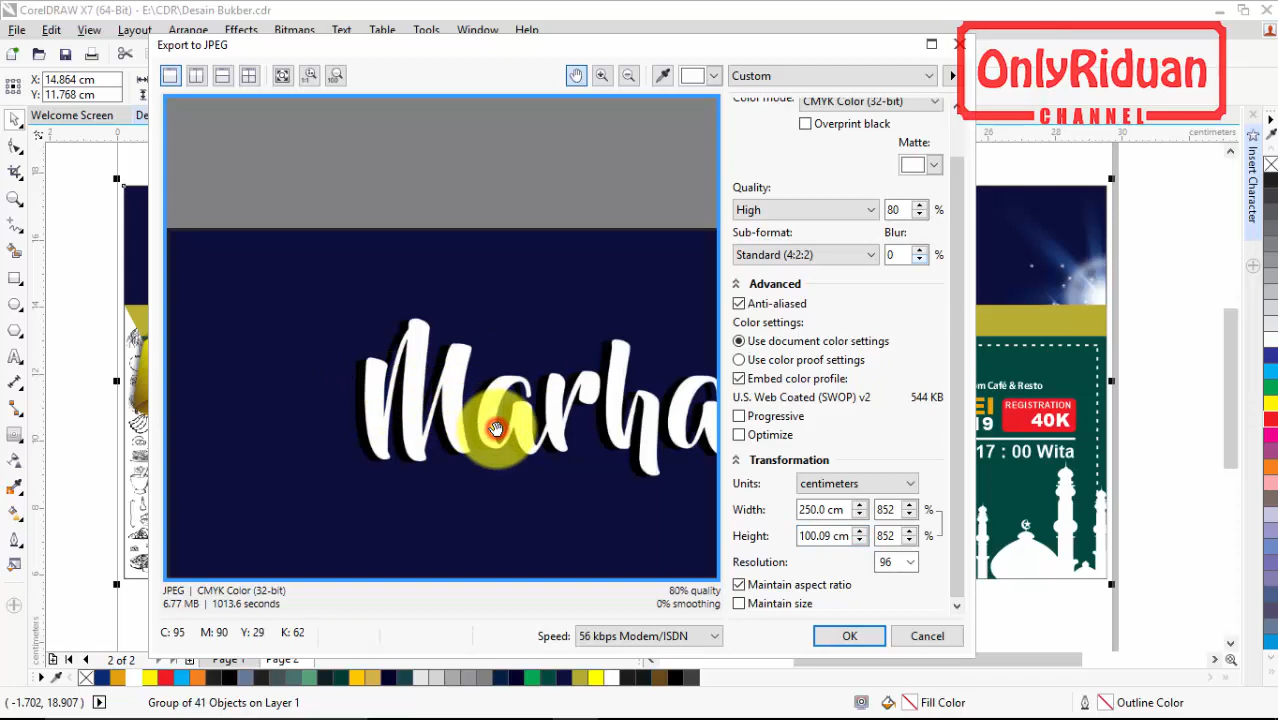 CorelDRAW X7 (64-Bit) - E:\CDR\Desain Bukber.cdr
File Edit View Layout Arrange Effects Bitmaps Text Table Tools Window Help
OnlyRiduan
CHANNEL
Export to JPEG
X: 14.864 cm
Y: 11.768 cm
Custom
Welcome Screen
Color mode: CMYK Color (32-bit)
Overprint black
Matte:
Quality:
High 80 %
Sub-format: Blur:
Standard (4:2:2) 0 %
Advanced
Anti-aliased
Color settings:
Use document color settings
Use color proof settings
Embed color profile:
U.S. Web Coated (SWOP) v2 544 KB
Progressive
Optimize
Transformation
Units: centimeters
Width: 250.0 cm 852 %
Height: 100.09 cm 852 %
Resolution: 96
Maintain aspect ratio
Maintain size
Marha
JPEG | CMYK Color (32-bit) 80% quality
6.77 MB | 1013.6 seconds 0% smoothing
C: 95 M: 90 Y: 29 K: 62
Speed: 56 kbps Modem/ISDN
OK Cancel
26 28 30 centimeters
Insert Character
Café & Resto
REGISTRATION
40K
17 : 00 Wita
centimeters
2 of 2 Page 1 Page 2
(-1.702, 18.907) Group of 41 Objects on Layer 1 Fill Color Outline Color